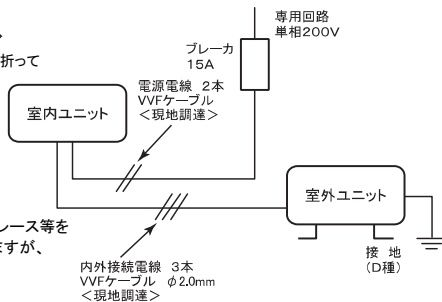 専用回路
単相200V
ブレーカ
15A
折って
電源電線 2本
VVFケーブル
<現地調達>
室内ユニット
室外ユニット
レース等を
ますが、
接 地
(D種)
内外接続電線 3本
VVFケーブル φ2.0mm
<現地調達>